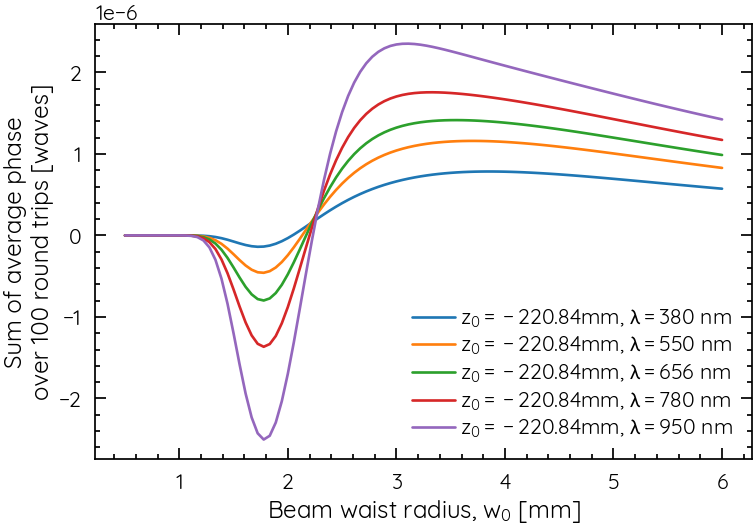 1e−6
Sum of average phase
over 100 round trips [waves]
2
1
0
−1
−2
z₀ = −220.84mm, λ = 380 nm
z₀ = −220.84mm, λ = 550 nm
z₀ = −220.84mm, λ = 656 nm
z₀ = −220.84mm, λ = 780 nm
z₀ = −220.84mm, λ = 950 nm
1 2 3 4 5 6
Beam waist radius, w₀ [mm]